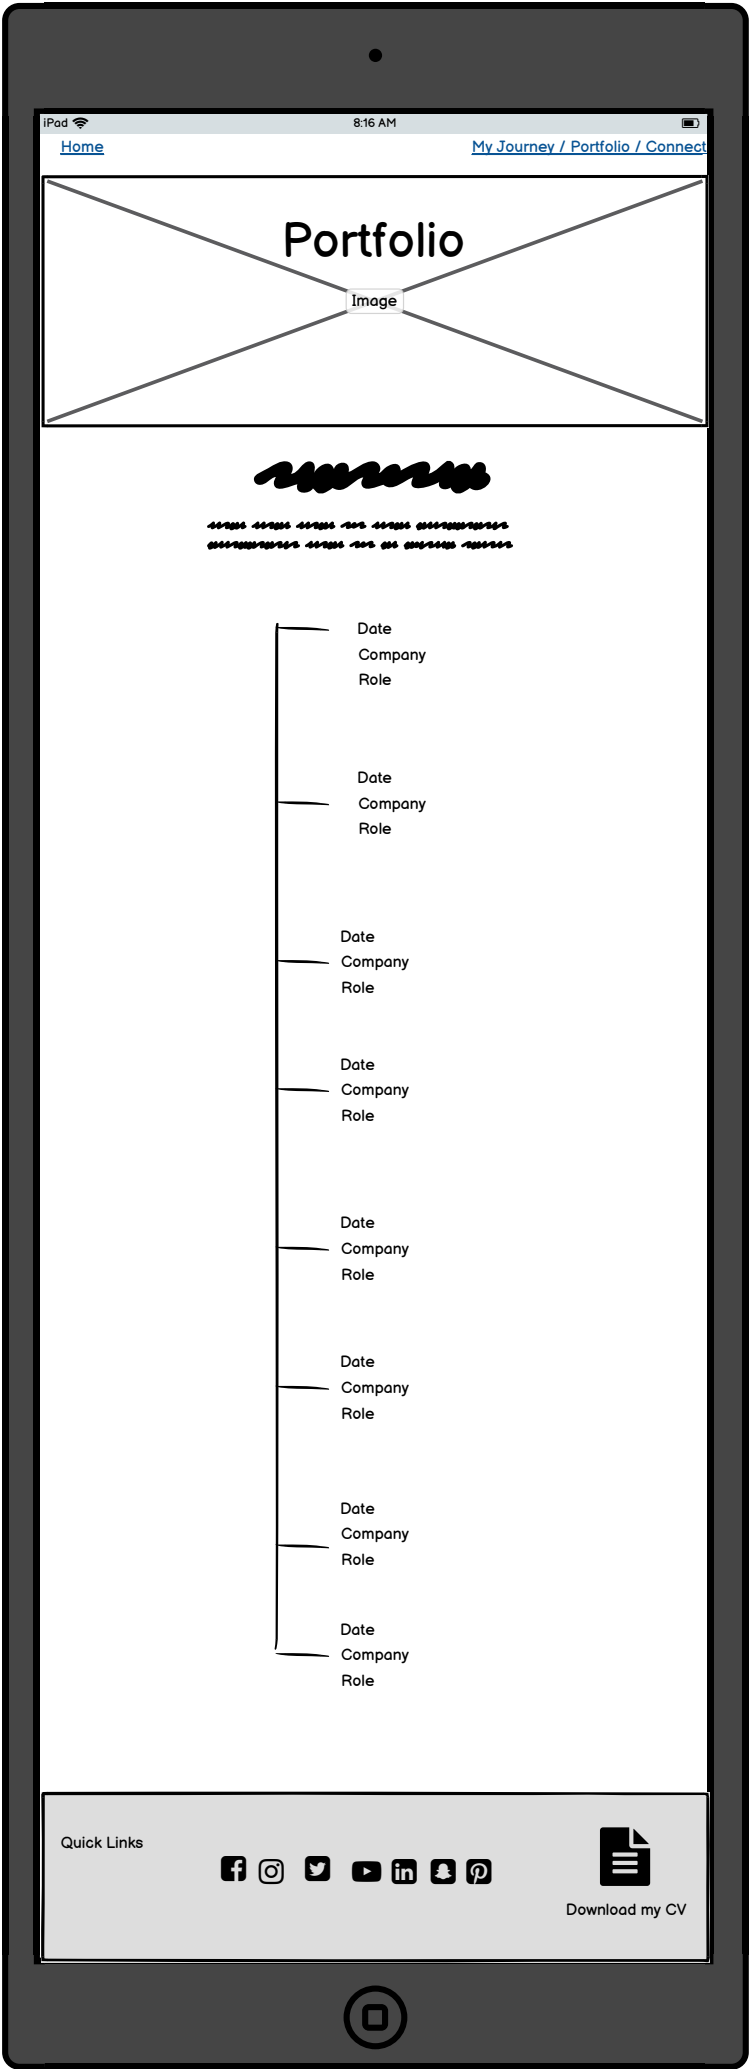 iPad 8:16 AM
Home My Journey / Portfolio / Connect
Portfolio
Image
Date
Company
Role
Date
Company
Role
Date
Company
Role
Date
Company
Role
Date
Company
Role
Date
Company
Role
Date
Company
Role
Date
Company
Role
Quick Links
Download my CV